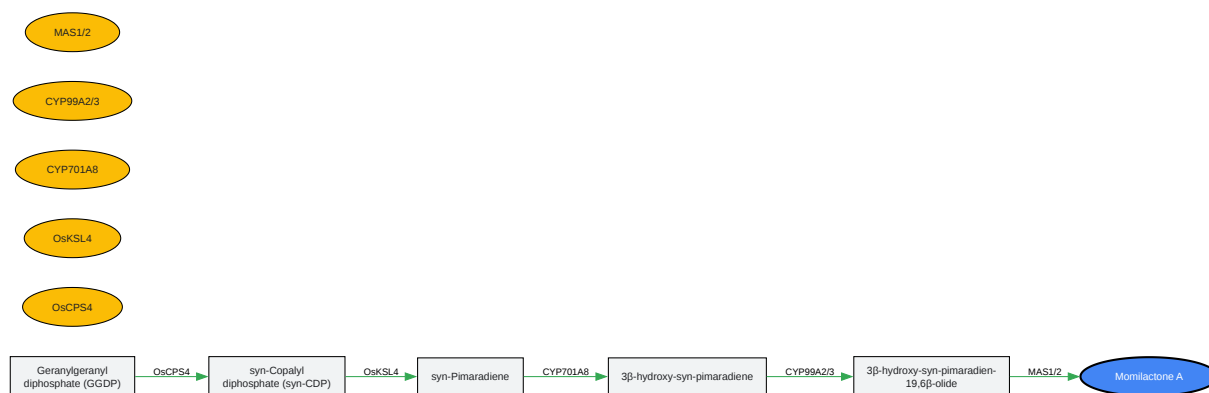 MAS1/2
CYP99A2/3
CYP701A8
OsKSL4
OsCPS4
Geranylgeranyl
diphosphate (GGDP)
OsCPS4
syn-Copalyl
diphosphate (syn-CDP)
OsKSL4
syn-Pimaradiene
CYP701A8
3β-hydroxy-syn-pimaradiene
CYP99A2/3
3β-hydroxy-syn-pimaradien-
19,6β-olide
MAS1/2
Momilactone A